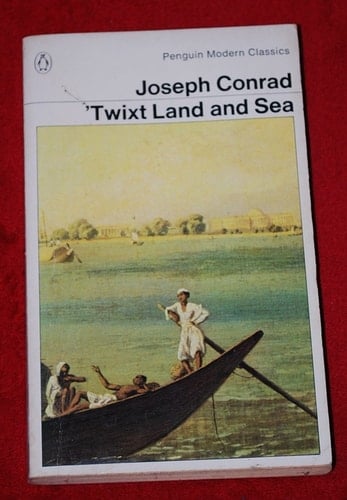 Penguin Modern Classics
Joseph Conrad
'Twixt Land and Sea